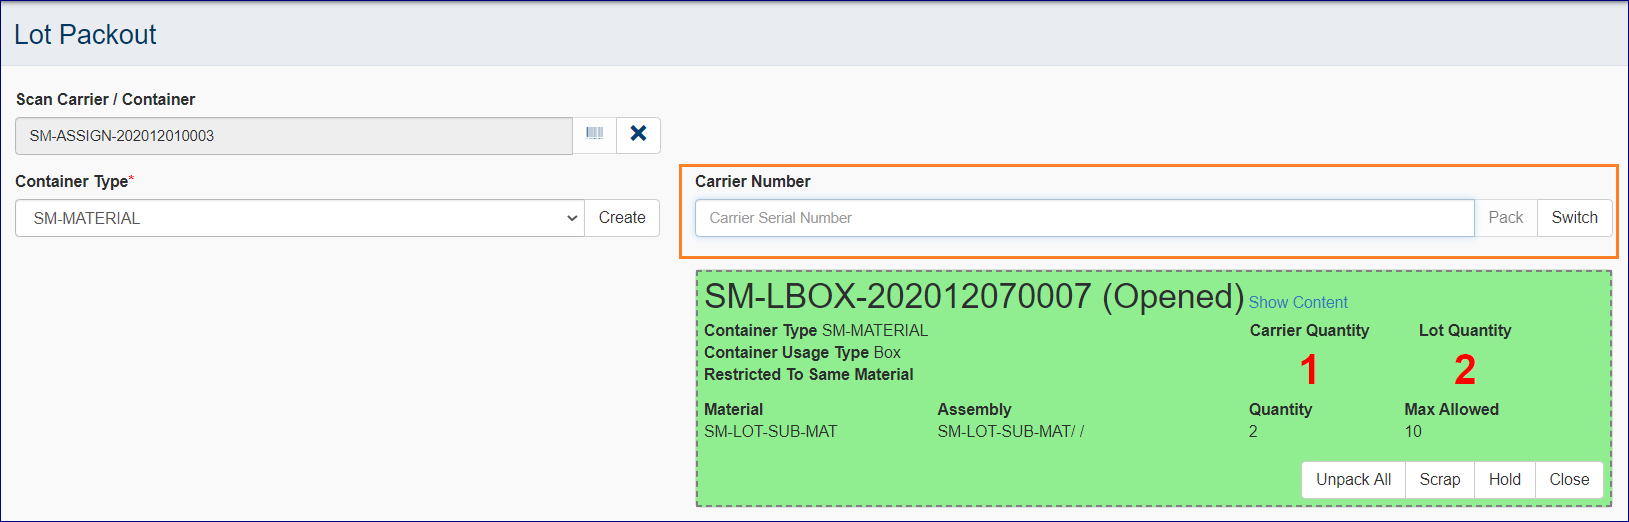 Lot Packout
Scan Carrier / Container
SM-ASSIGN-202012010003
Container Type*
SM-MATERIAL
Create
Carrier Number
Carrier Serial Number
Pack
Switch
SM-LBOX-202012070007 (Opened) Show Content
Container Type SM-MATERIAL
Container Usage Type Box
Restricted To Same Material
Carrier Quantity
Lot Quantity
1
2
Material
Assembly
Quantity
Max Allowed
SM-LOT-SUB-MAT
SM-LOT-SUB-MAT/ /
2
10
Unpack All
Scrap
Hold
Close